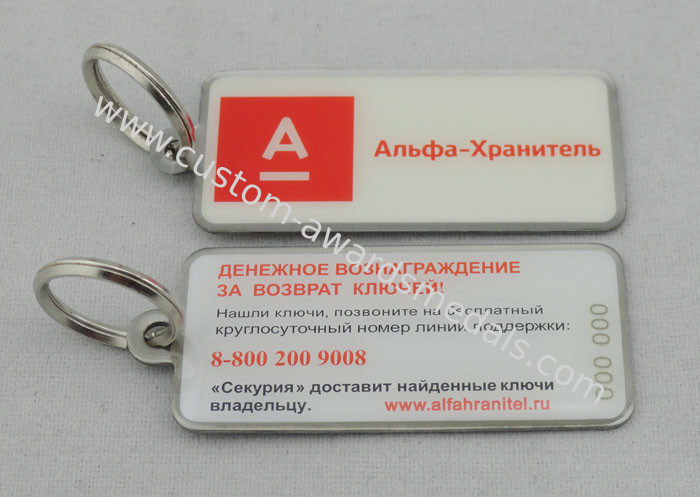 А
Альфа-Хранитель
ДЕНЕЖНОЕ ВОЗНАГРАЖДЕНИЕ
ЗА ВОЗВРАТ КЛЮЧЕЙ!
Нашли ключи, позвоните на бесплатный
круглосуточный номер линии поддержки:
8-800 200 9008
«Секурия» доставит найденные ключи
владельцу.
www.alfahranitel.ru
000 000
www.custom-awardsmedals.com